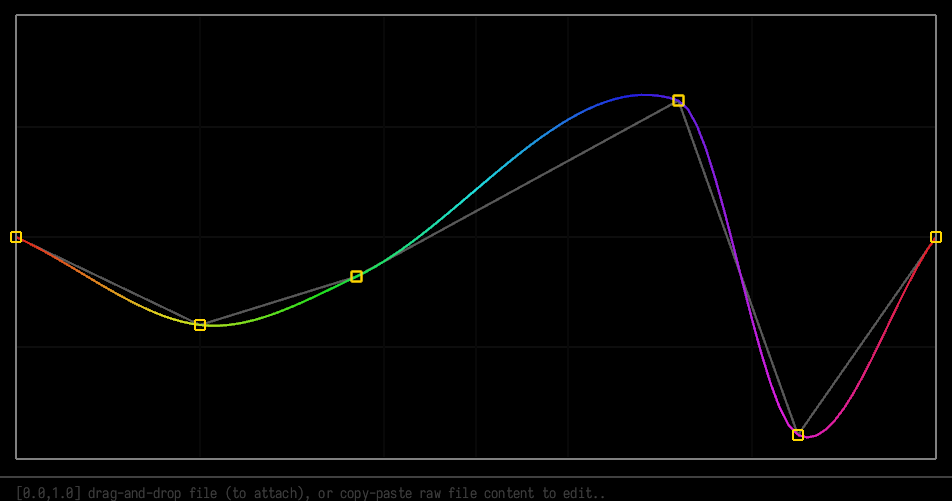 [0.0,1.0] drag-and-drop file (to attach), or copy-paste raw file content to edit..